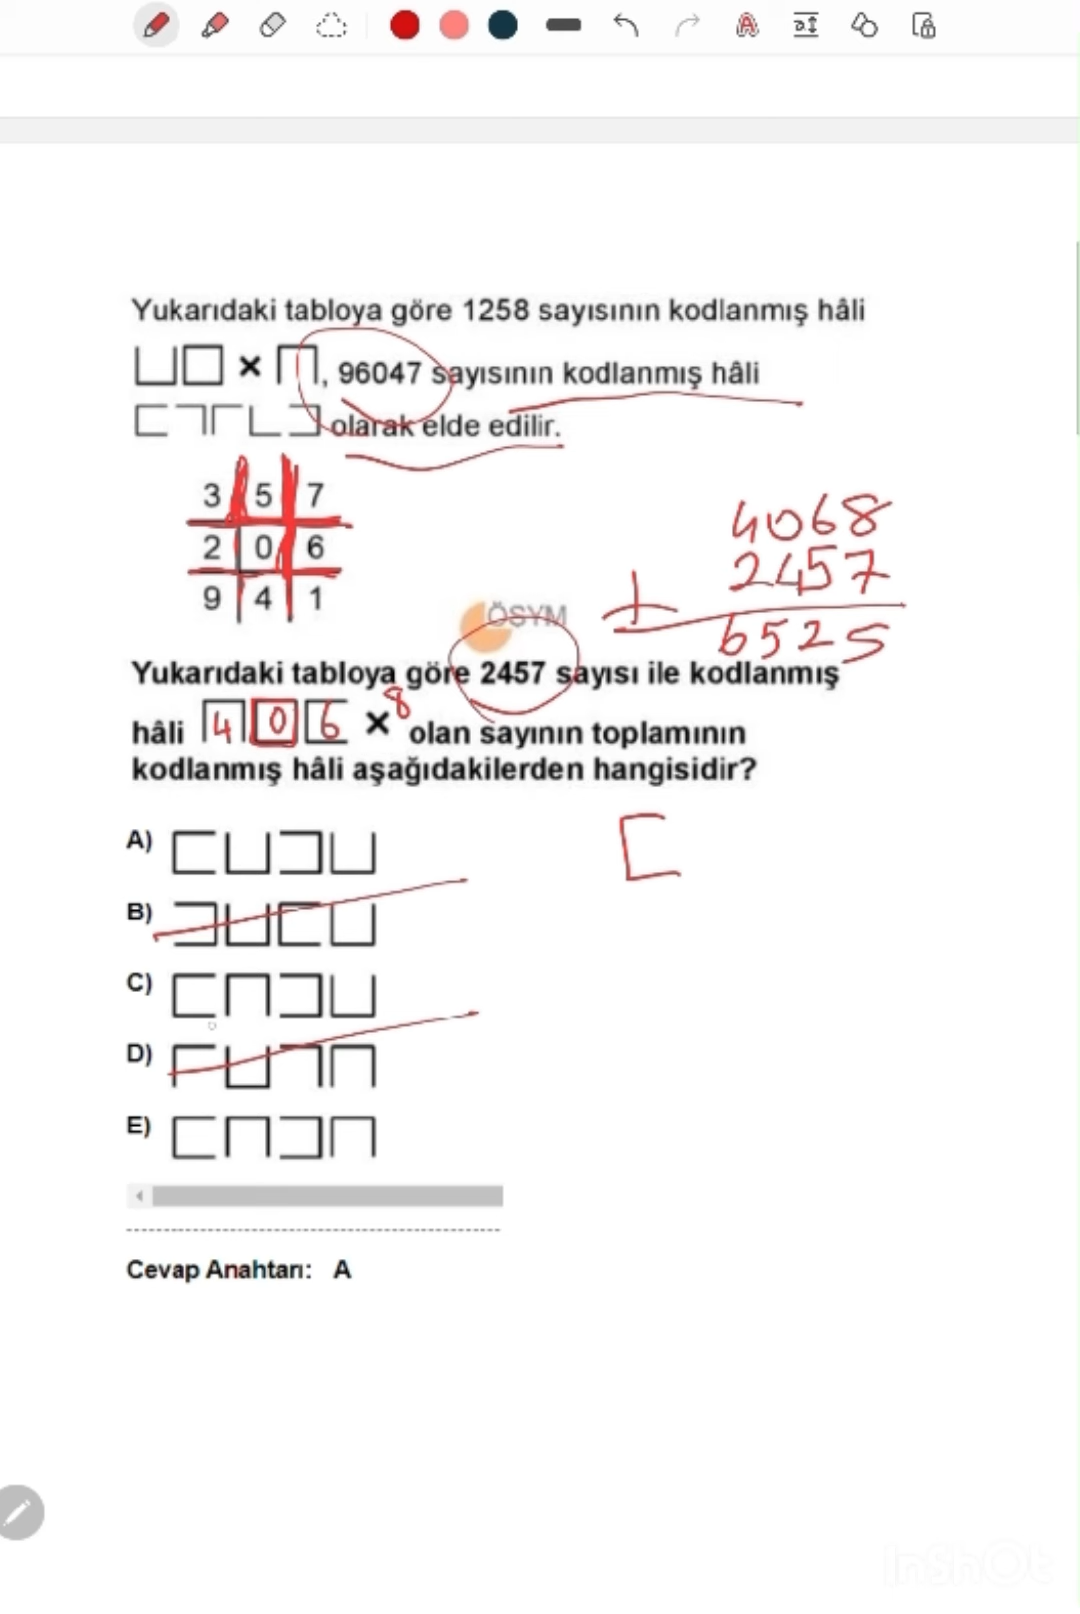 Yukarıdaki tabloya göre 1258 sayısının kodlanmış hâli
×, 96047 sayısının kodlanmış hâli
olarak elde edilir.
3 5 7
2 0 6
9 4 1
4068
2457
+
6525
ÖSYM
Yukarıdaki tabloya göre 2457 sayısı ile kodlanmış
hâli 4 0 6 × 8 olan sayının toplamının
kodlanmış hâli aşağıdakilerden hangisidir?
A)
B)
C)
D)
E)
Cevap Anahtarı: A
InShOt